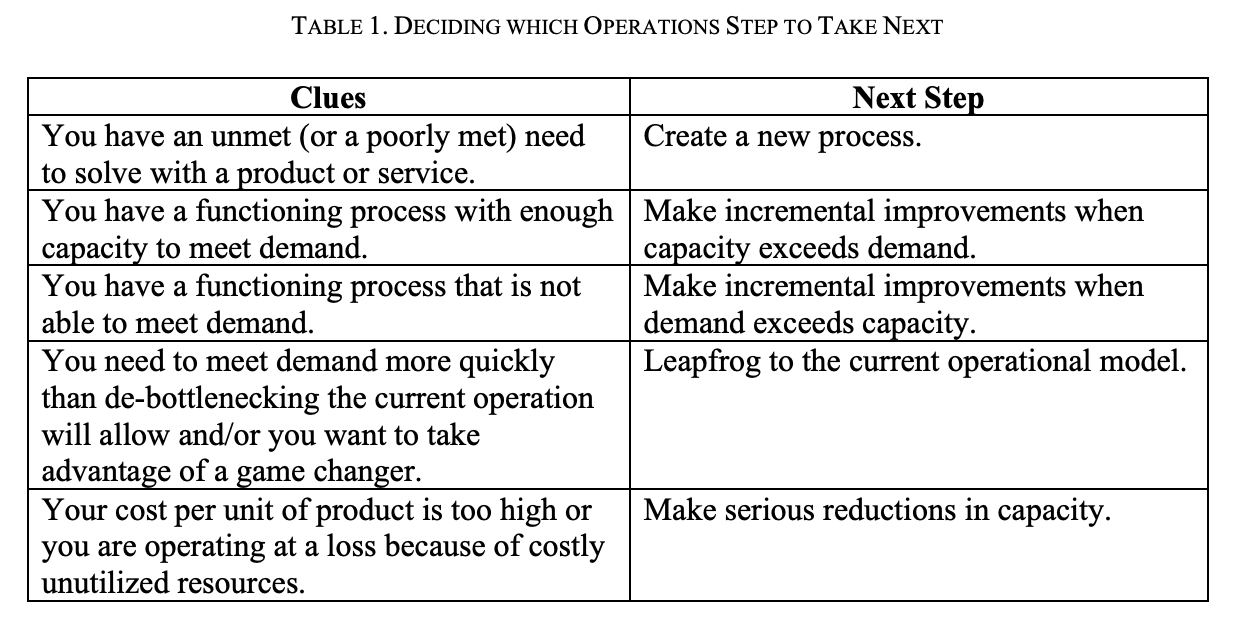 TABLE 1. DECIDING WHICH OPERATIONS STEP TO TAKE NEXT
Clues
Next Step
You have an unmet (or a poorly met) need
to solve with a product or service.
Create a new process.
You have a functioning process with enough
capacity to meet demand.
Make incremental improvements when
capacity exceeds demand.
You have a functioning process that is not
able to meet demand.
Make incremental improvements when
demand exceeds capacity.
You need to meet demand more quickly
than de-bottlenecking the current operation
will allow and/or you want to take
advantage of a game changer.
Leapfrog to the current operational model.
Your cost per unit of product is too high or
you are operating at a loss because of costly
unutilized resources.
Make serious reductions in capacity.